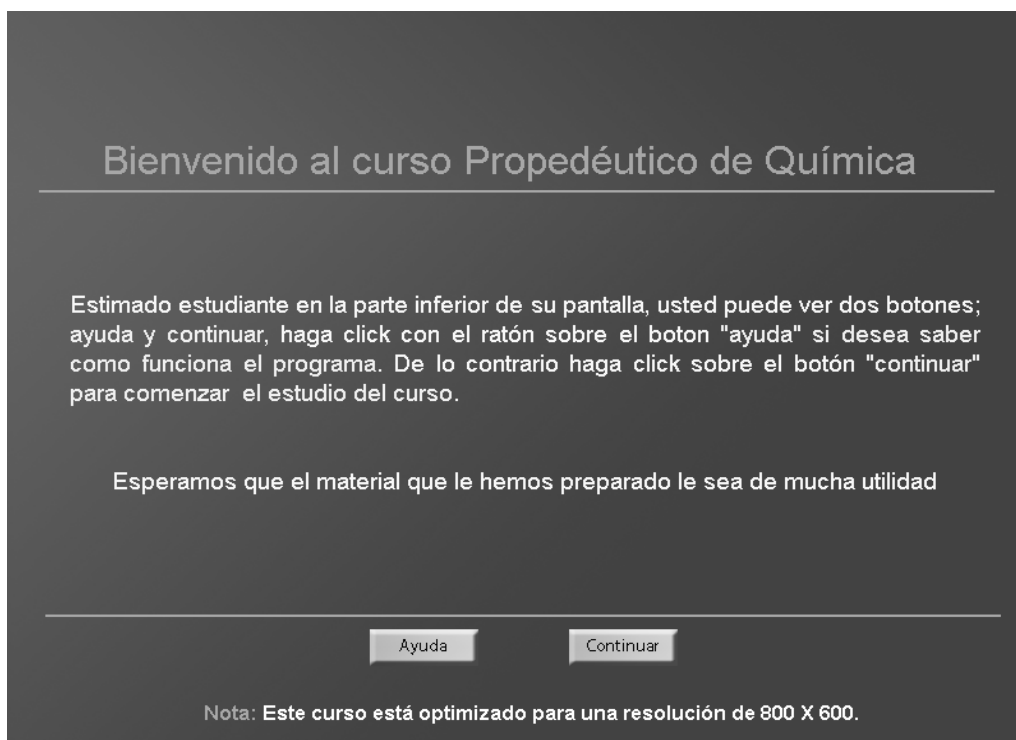 Bienvenido al curso Propedéutico de Química
Estimado estudiante en la parte inferior de su pantalla, usted puede ver dos botones;
ayuda y continuar, haga click con el ratón sobre el boton "ayuda" si desea saber
como funciona el programa. De lo contrario haga click sobre el botón "continuar"
para comenzar el estudio del curso.
Esperamos que el material que le hemos preparado le sea de mucha utilidad
Ayuda Continuar
Nota: Este curso está optimizado para una resolución de 800 X 600.